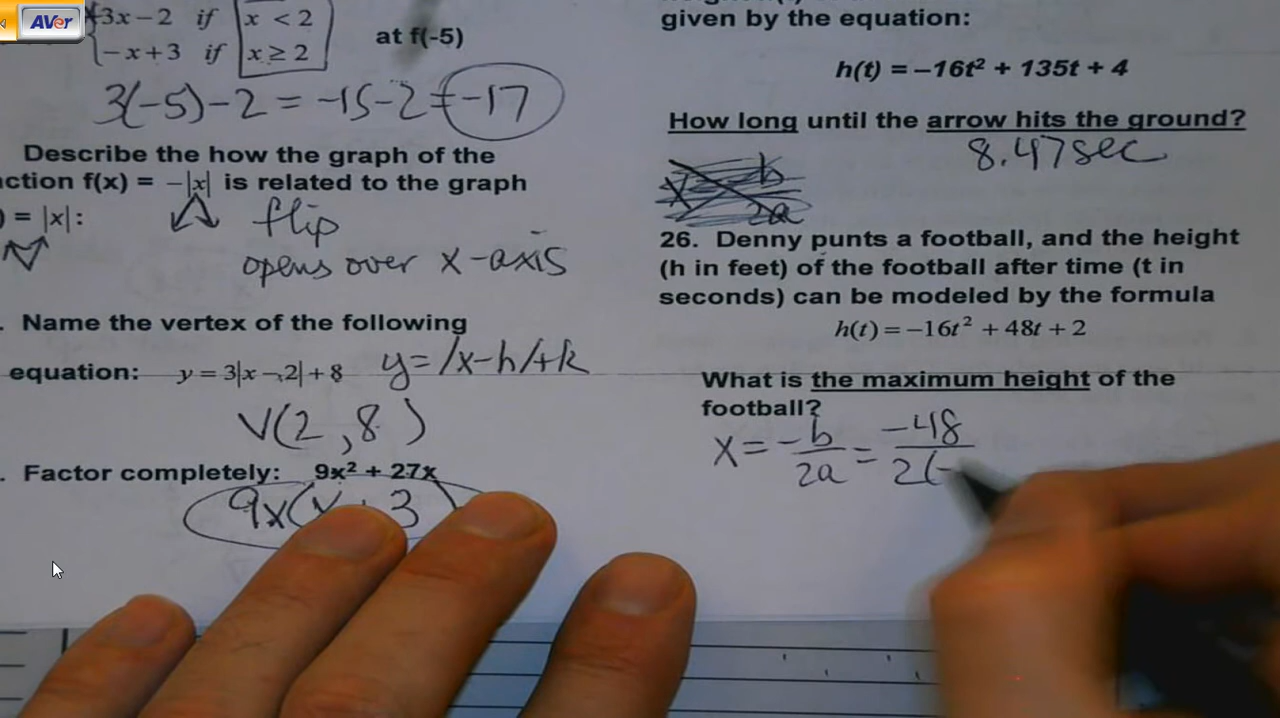 AVer
3x − 2 if x < 2
−x + 3 if x ≥ 2
at f(-5)
3(-5) - 2 = -15 - 2 = -17
Describe the how the graph of the
ction f(x) = −|x| is related to the graph
) = |x|:
flip
opens over x-axis
. Name the vertex of the following
equation: y = 3|x − 2| + 8 y = |x-h|+k
V(2, 8)
. Factor completely: 9x² + 27x
9x(x + 3
given by the equation:
h(t) = −16t² + 135t + 4
How long until the arrow hits the ground?
8.47 sec
b
2a
26. Denny punts a football, and the height
(h in feet) of the football after time (t in
seconds) can be modeled by the formula
h(t) = −16t² + 48t + 2
What is the maximum height of the
football?
x = -b/2a = -48/2(-